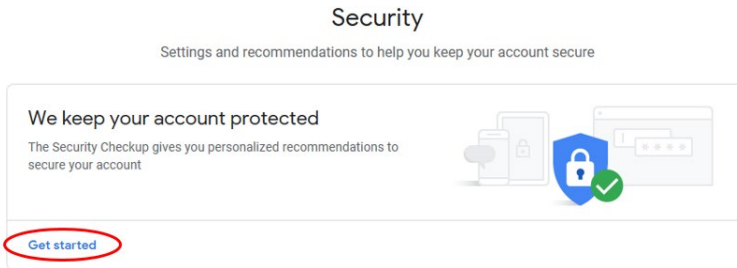 Security
Settings and recommendations to help you keep your account secure
We keep your account protected
The Security Checkup gives you personalized recommendations to
secure your account
Get started